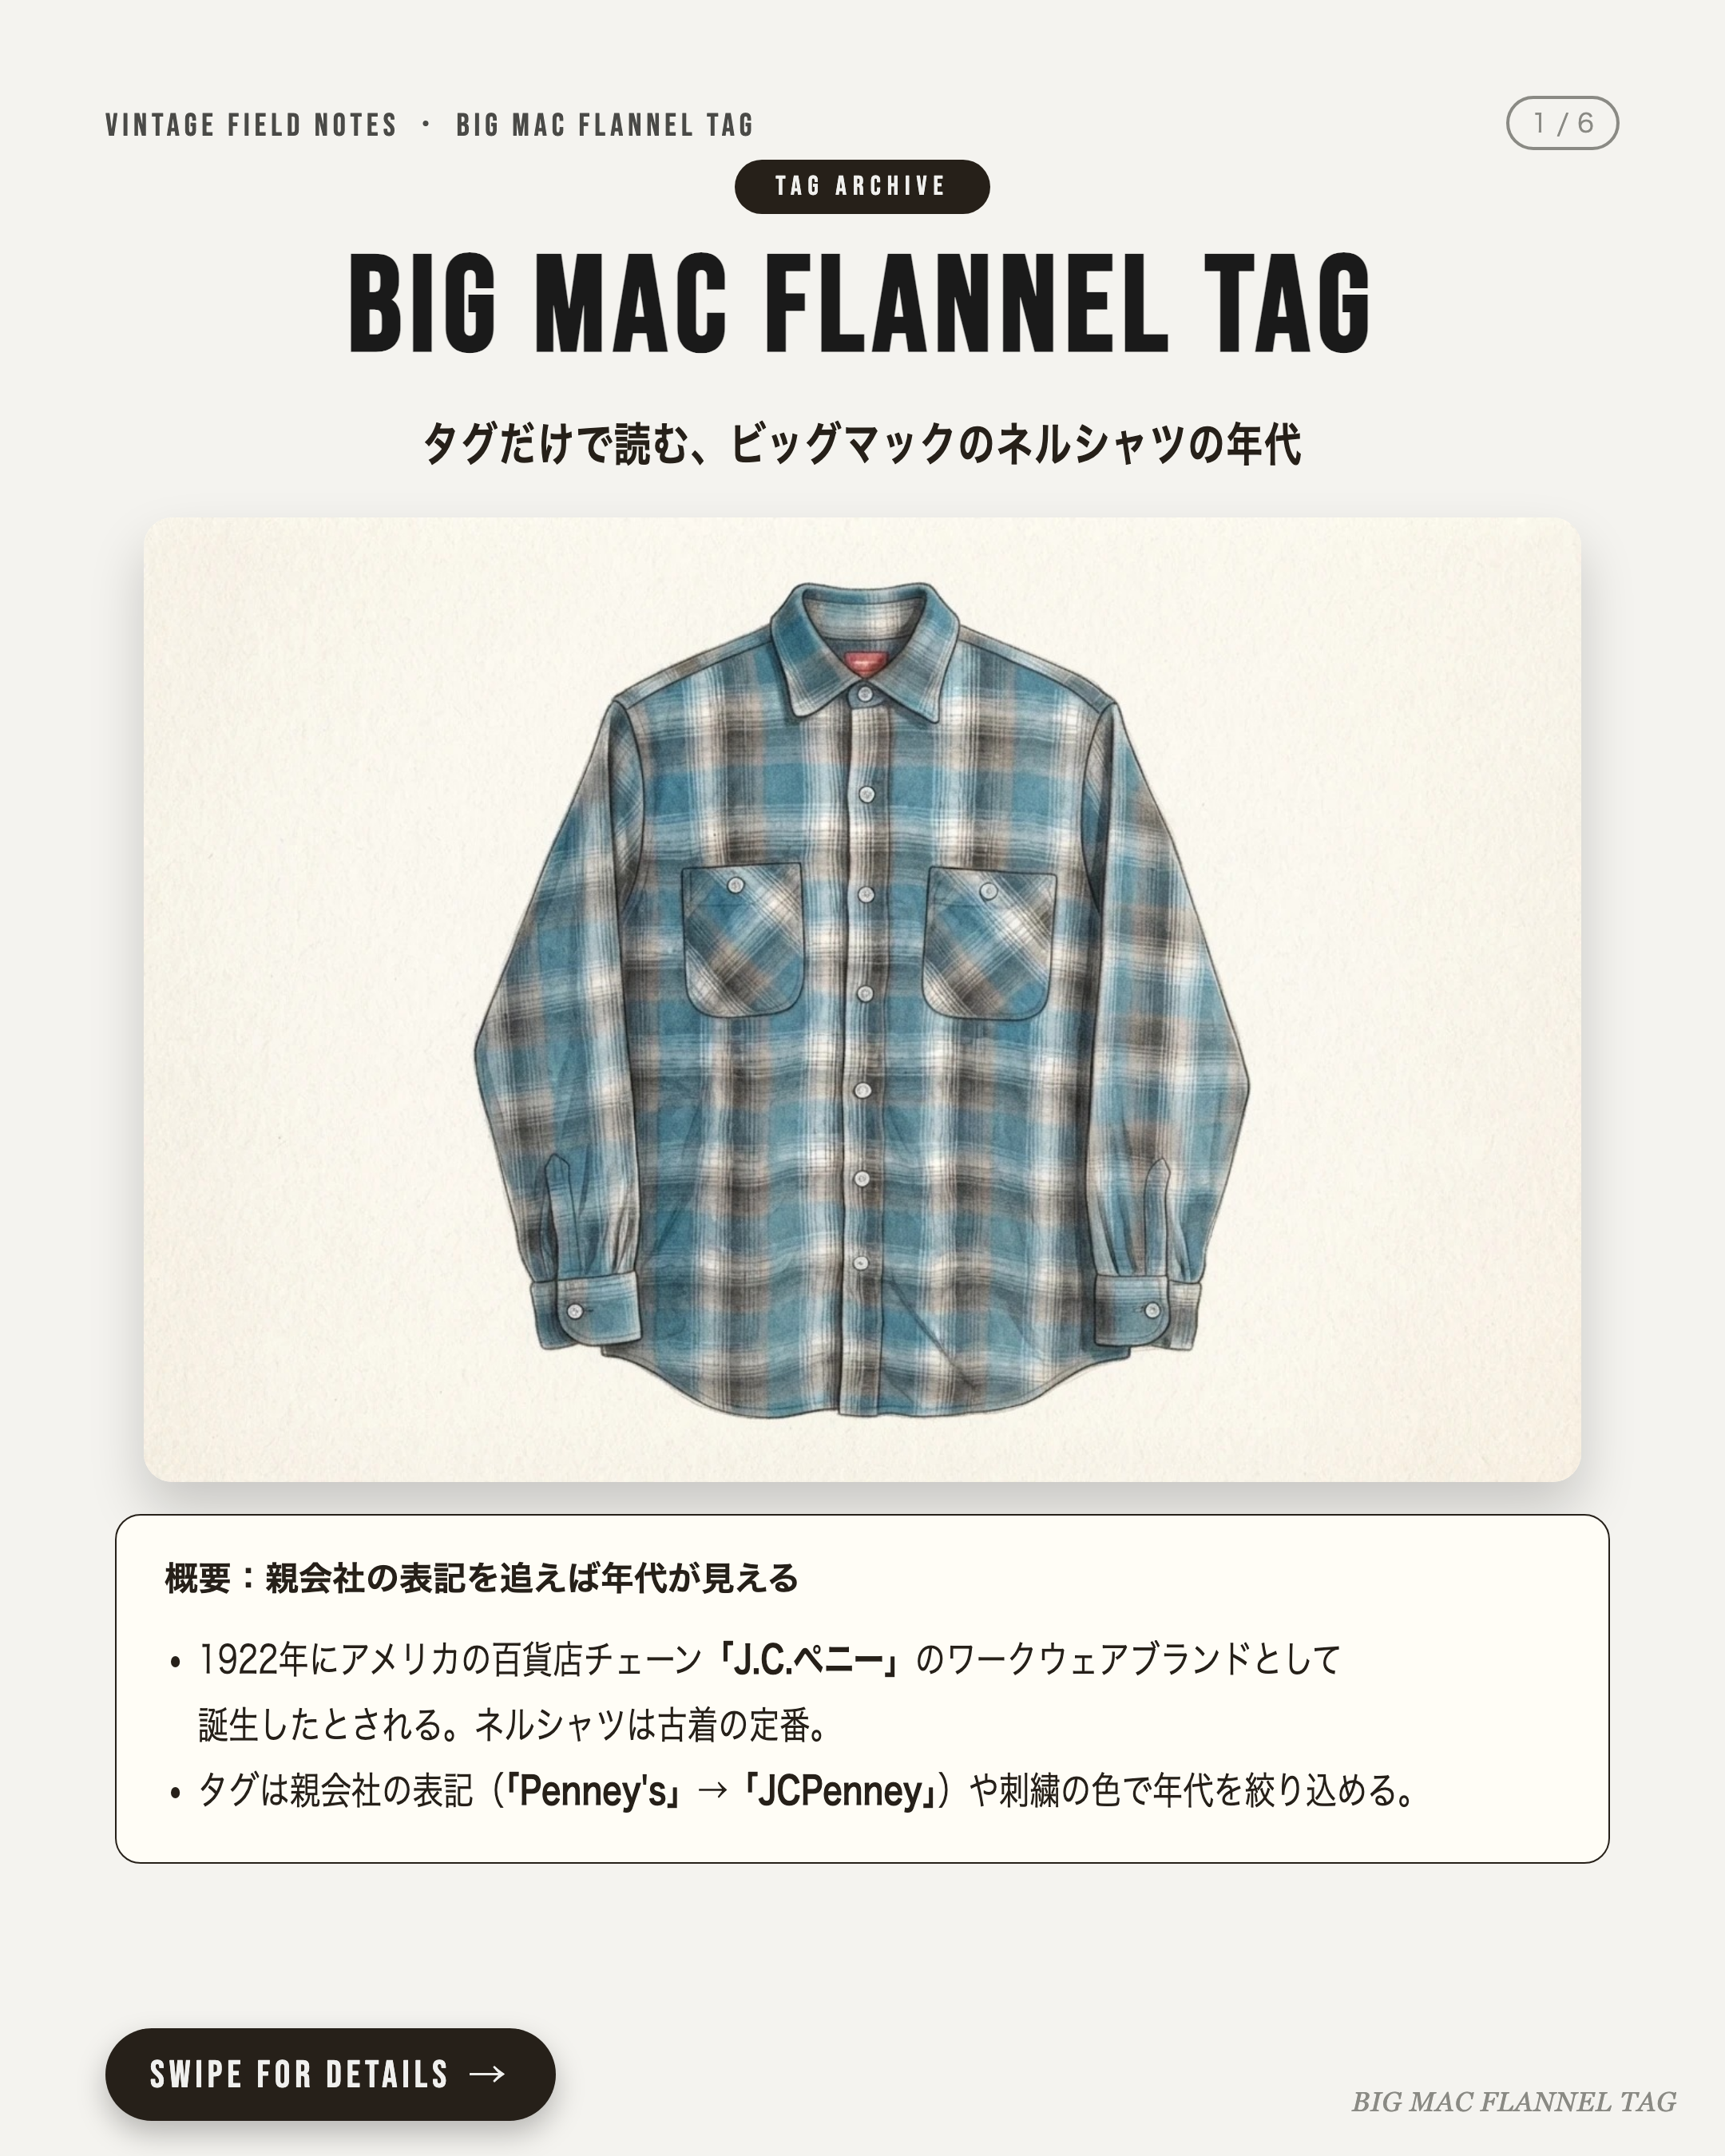 VINTAGE FIELD NOTES · BIG MAC FLANNEL TAG
1 / 6
TAG ARCHIVE
BIG MAC FLANNEL TAG
タグだけで読む、ビッグマックのネルシャツの年代
概要：親会社の表記を追えば年代が見える
• 1922年にアメリカの百貨店チェーン「J.C.ペニー」のワークウェアブランドとして
誕生したとされる。ネルシャツは古着の定番。
• タグは親会社の表記（「Penney's」→「JCPenney」）や刺繍の色で年代を絞り込める。
SWIPE FOR DETAILS →
BIG MAC FLANNEL TAG